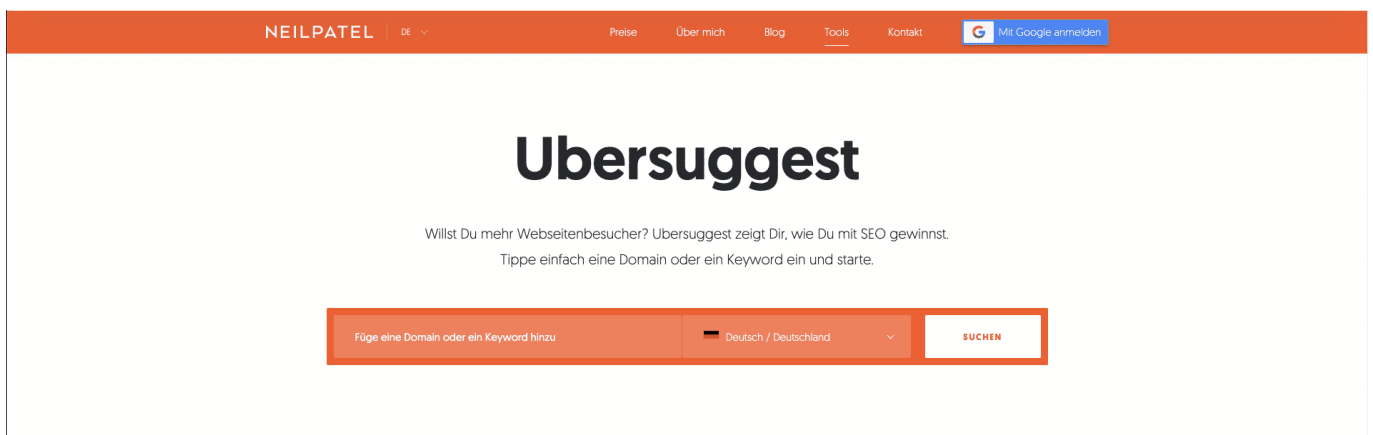 NEILPATEL DE Preise Über mich Blog Tools Kontakt Mit Google anmelden
Ubersuggest
Willst Du mehr Webseitenbesucher? Ubersuggest zeigt Dir, wie Du mit SEO gewinnst.
Tippe einfach eine Domain oder ein Keyword ein und starte.
Füge eine Domain oder ein Keyword hinzu Deutsch / Deutschland SUCHEN